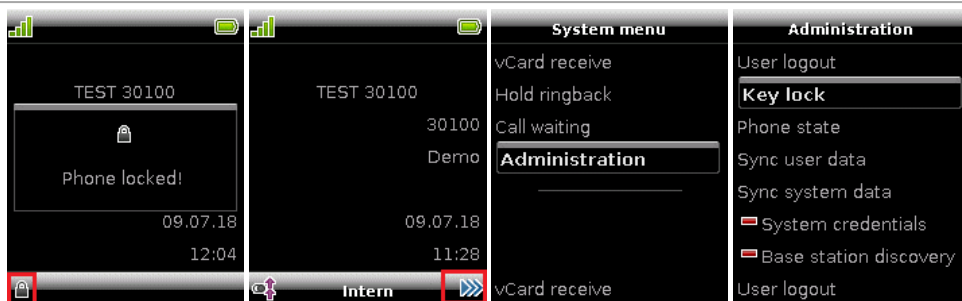 TEST 30100
Phone locked!
09.07.18
12:04
TEST 30100
30100
Demo
09.07.18
11:28
Intern
System menu
vCard receive
Hold ringback
Call waiting
Administration
vCard receive
Administration
User logout
Key lock
Phone state
Sync user data
Sync system data
System credentials
Base station discovery
User logout